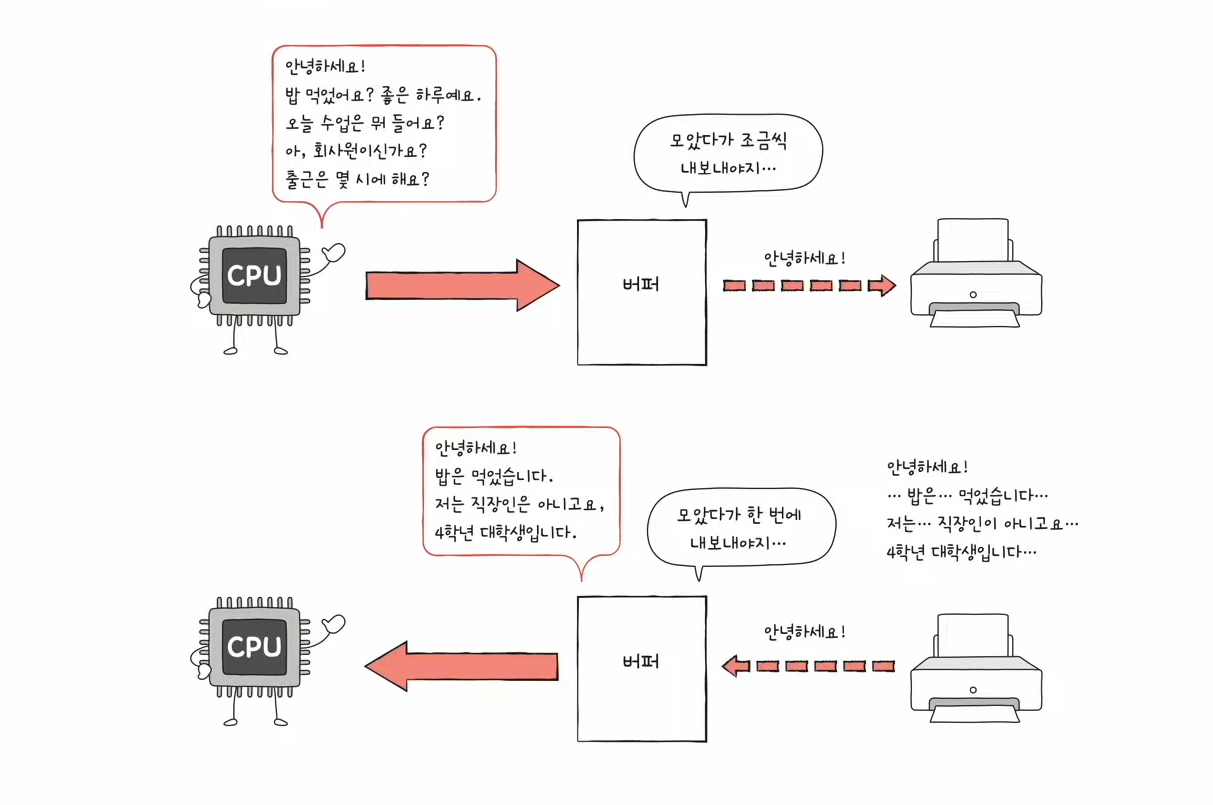 안녕하세요!
밥 먹었어요? 좋은 하루예요.
오늘 수업은 뭐 들어요?
아, 회사원이신가요?
출근은 몇 시에 해요?
모았다가 조금씩
내보내야지…
CPU
버퍼
안녕하세요!
안녕하세요!
밥은 먹었습니다.
저는 직장인은 아니고요,
4학년 대학생입니다.
모았다가 한 번에
내보내야지…
안녕하세요!
… 밥은… 먹었습니다…
저는… 직장인이 아니고요…
4학년 대학생입니다…
CPU
버퍼
안녕하세요!